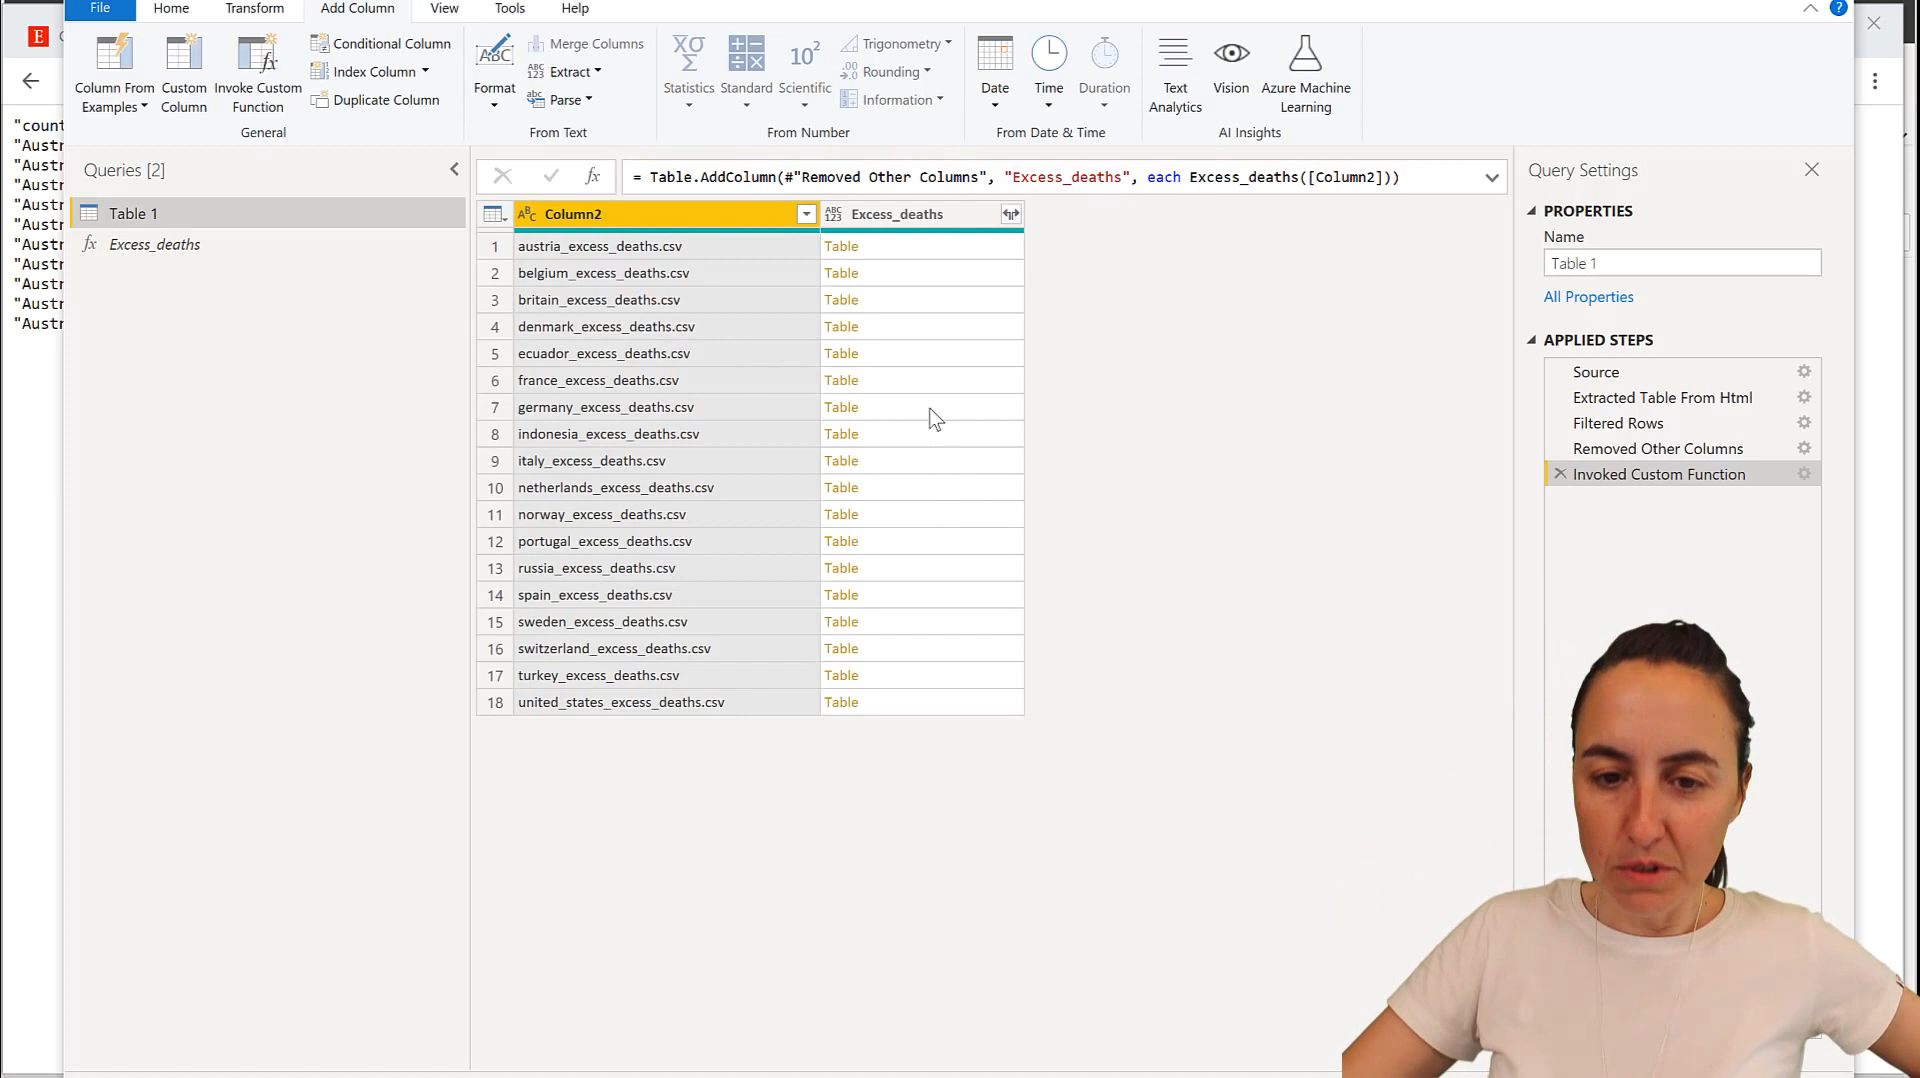 File Home Transform Add Column View Tools Help
Column From Examples
Custom Column
Invoke Custom Function
Conditional Column
Index Column
Duplicate Column
General
Format
Merge Columns
Extract
Parse
From Text
Statistics
Standard
Scientific
Trigonometry
Rounding
Information
From Number
Date
Time
Duration
From Date & Time
Text Analytics
Vision
Azure Machine Learning
AI Insights
"count
"Austr
"Austr
"Austr
"Austr
"Austr
"Austr
"Austr
"Austr
"Austr
"Austr
Queries [2]
Table 1
fx Excess_deaths
fx = Table.AddColumn(#"Removed Other Columns", "Excess_deaths", each Excess_deaths([Column2]))
Column2 Excess_deaths
1 austria_excess_deaths.csv Table
2 belgium_excess_deaths.csv Table
3 britain_excess_deaths.csv Table
4 denmark_excess_deaths.csv Table
5 ecuador_excess_deaths.csv Table
6 france_excess_deaths.csv Table
7 germany_excess_deaths.csv Table
8 indonesia_excess_deaths.csv Table
9 italy_excess_deaths.csv Table
10 netherlands_excess_deaths.csv Table
11 norway_excess_deaths.csv Table
12 portugal_excess_deaths.csv Table
13 russia_excess_deaths.csv Table
14 spain_excess_deaths.csv Table
15 sweden_excess_deaths.csv Table
16 switzerland_excess_deaths.csv Table
17 turkey_excess_deaths.csv Table
18 united_states_excess_deaths.csv Table
Query Settings
PROPERTIES
Name
Table 1
All Properties
APPLIED STEPS
Source
Extracted Table From Html
Filtered Rows
Removed Other Columns
Invoked Custom Function